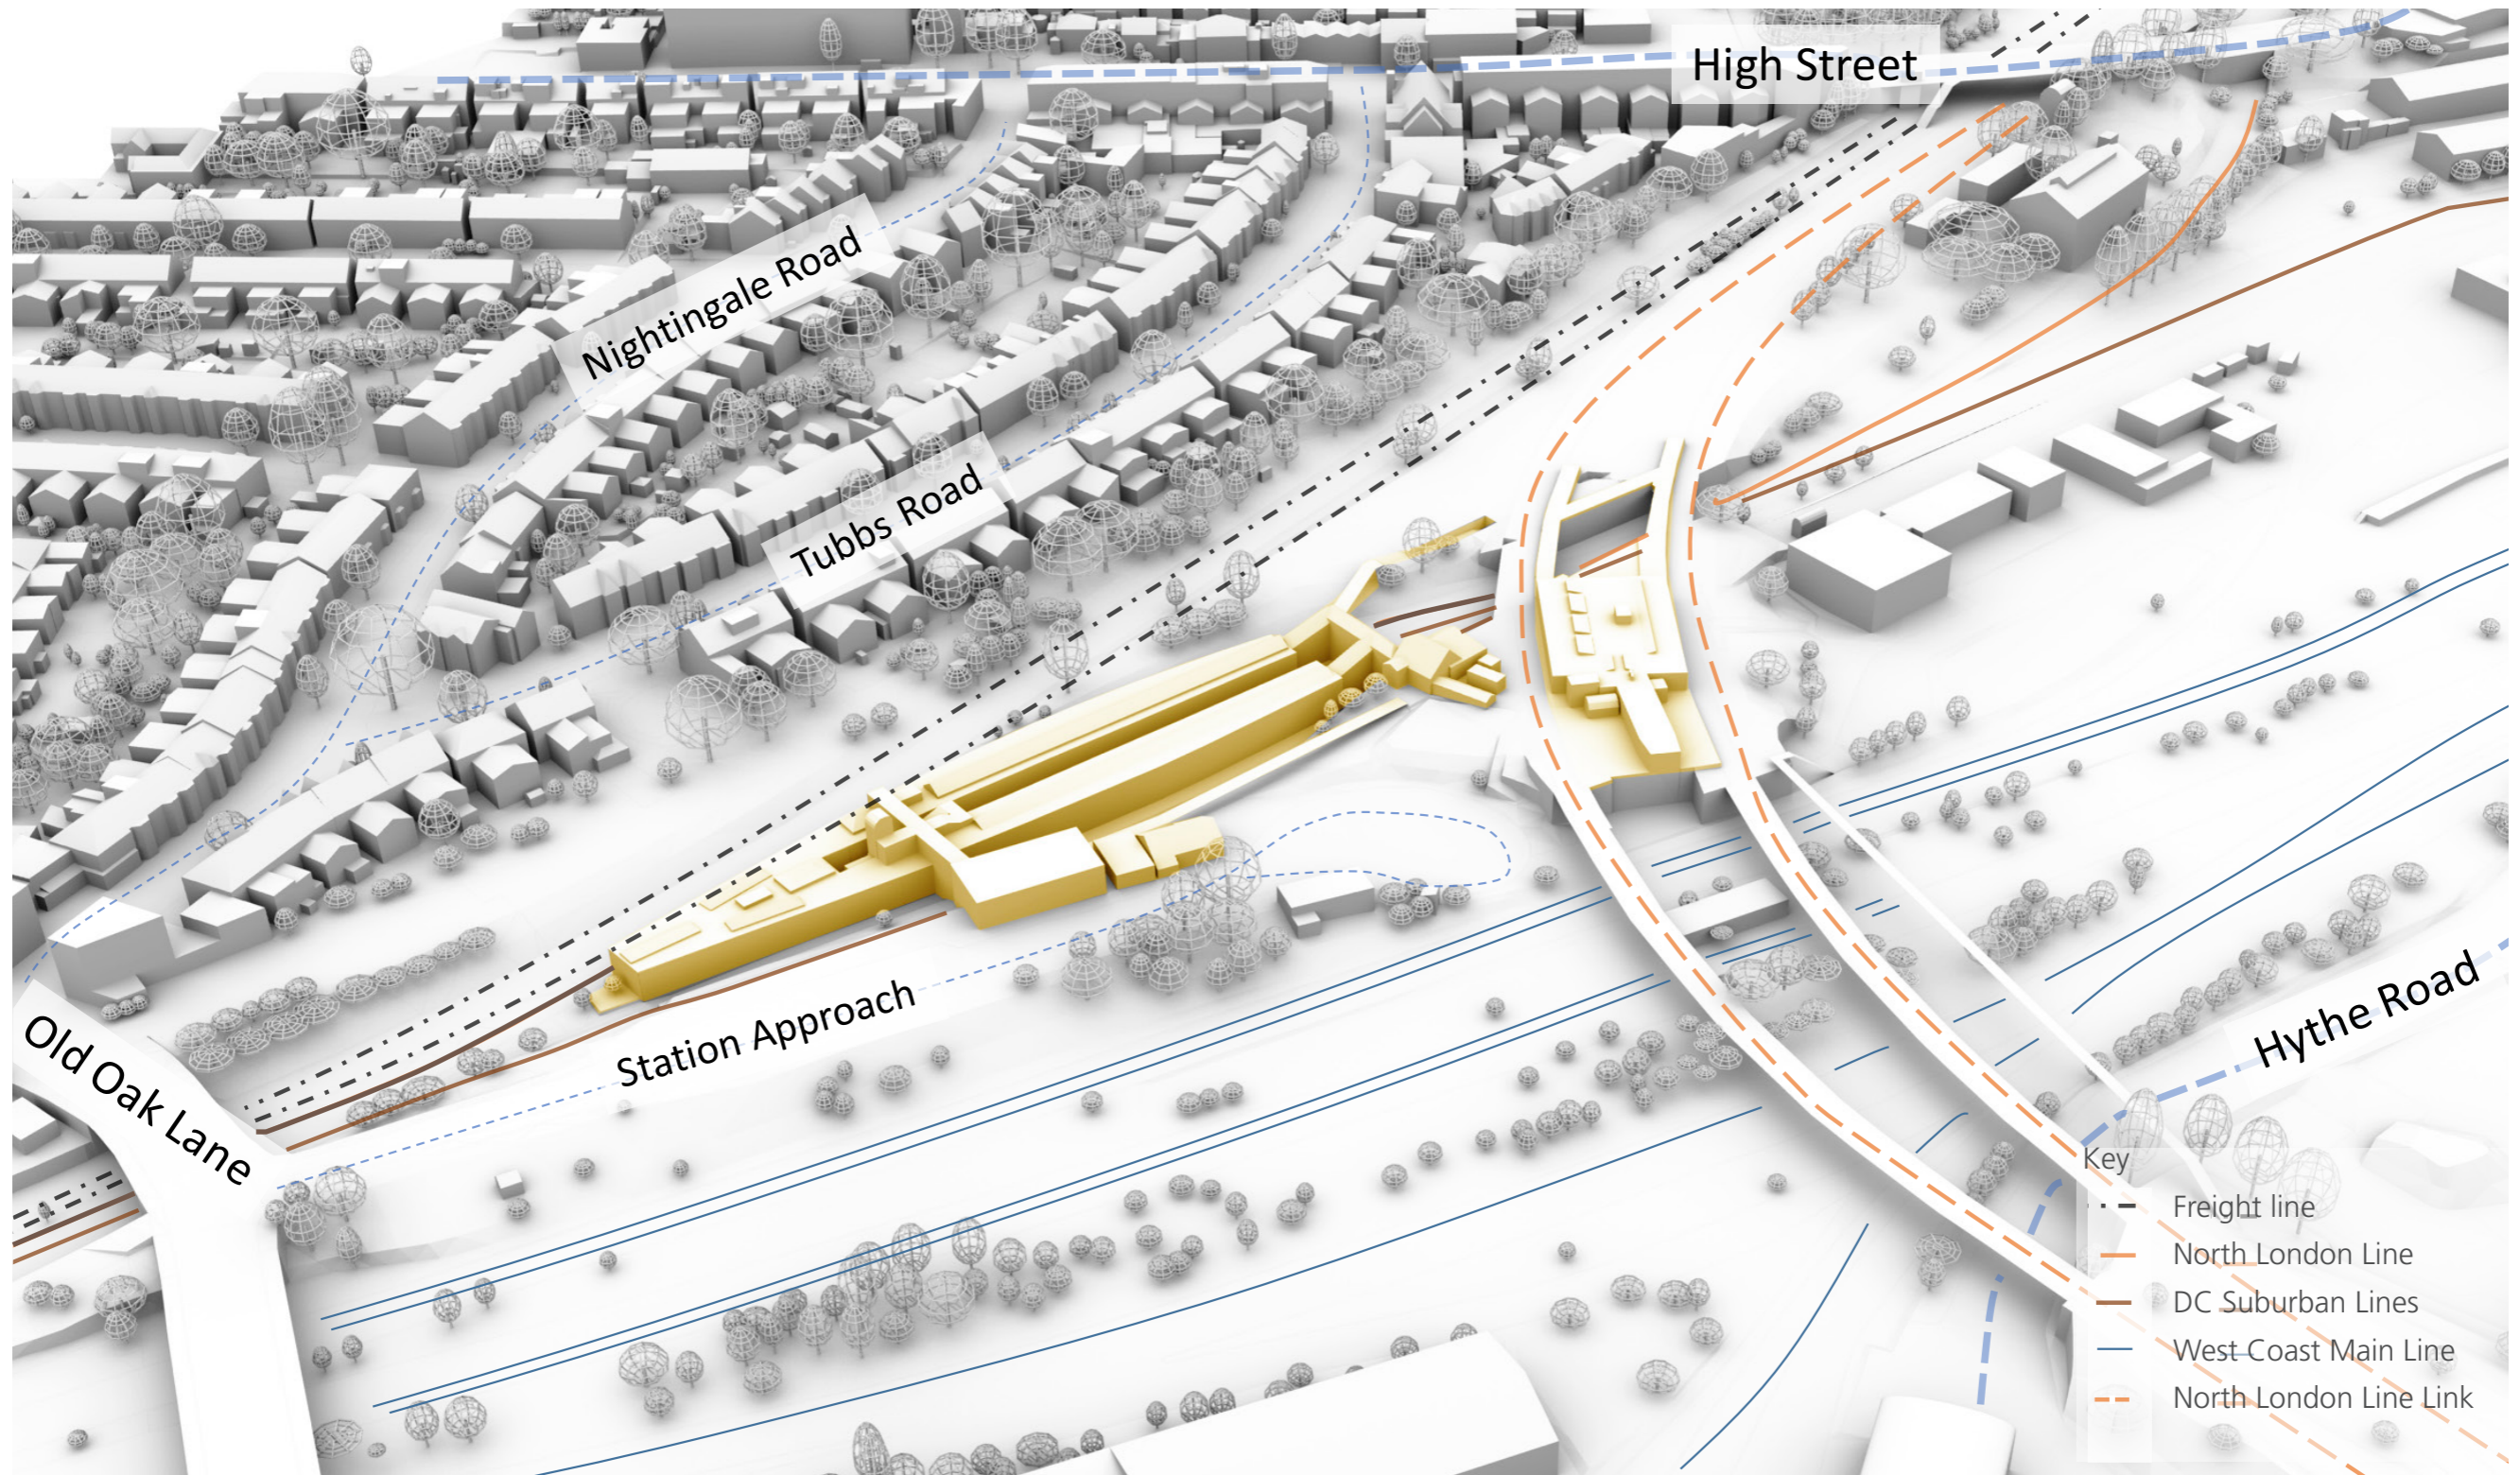 High Street
Nightingale Road
Tubbs Road
Station Approach
Old Oak Lane
Hythe Road
Key
Freight line
North London Line
DC Suburban Lines
West Coast Main Line
North London Line Link